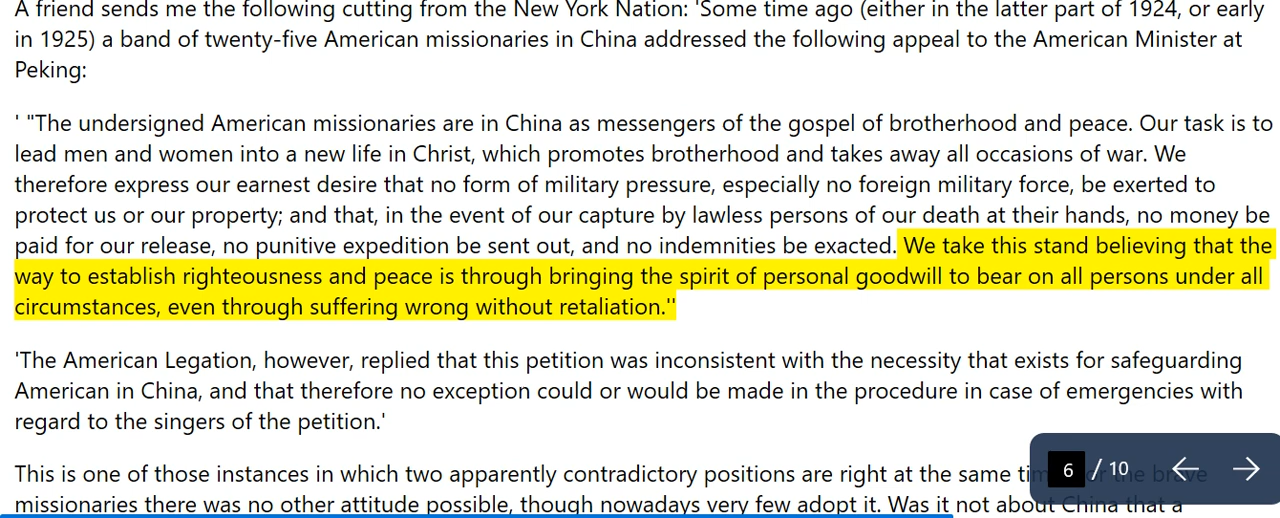 A friend sends me the following cutting from the New York Nation: 'Some time ago (either in the latter part of 1924, or early
in 1925) a band of twenty-five American missionaries in China addressed the following appeal to the American Minister at
Peking:
' "The undersigned American missionaries are in China as messengers of the gospel of brotherhood and peace. Our task is to
lead men and women into a new life in Christ, which promotes brotherhood and takes away all occasions of war. We
therefore express our earnest desire that no form of military pressure, especially no foreign military force, be exerted to
protect us or our property; and that, in the event of our capture by lawless persons of our death at their hands, no money be
paid for our release, no punitive expedition be sent out, and no indemnities be exacted. We take this stand believing that the
way to establish righteousness and peace is through bringing the spirit of personal goodwill to bear on all persons under all
circumstances, even through suffering wrong without retaliation.''
'The American Legation, however, replied that this petition was inconsistent with the necessity that exists for safeguarding
American in China, and that therefore no exception could or would be made in the procedure in case of emergencies with
regard to the singers of the petition.'
This is one of those instances in which two apparently contradictory positions are right at the same time. For the brave
missionaries there was no other attitude possible, though nowadays very few adopt it. Was it not about China that a
6 / 10